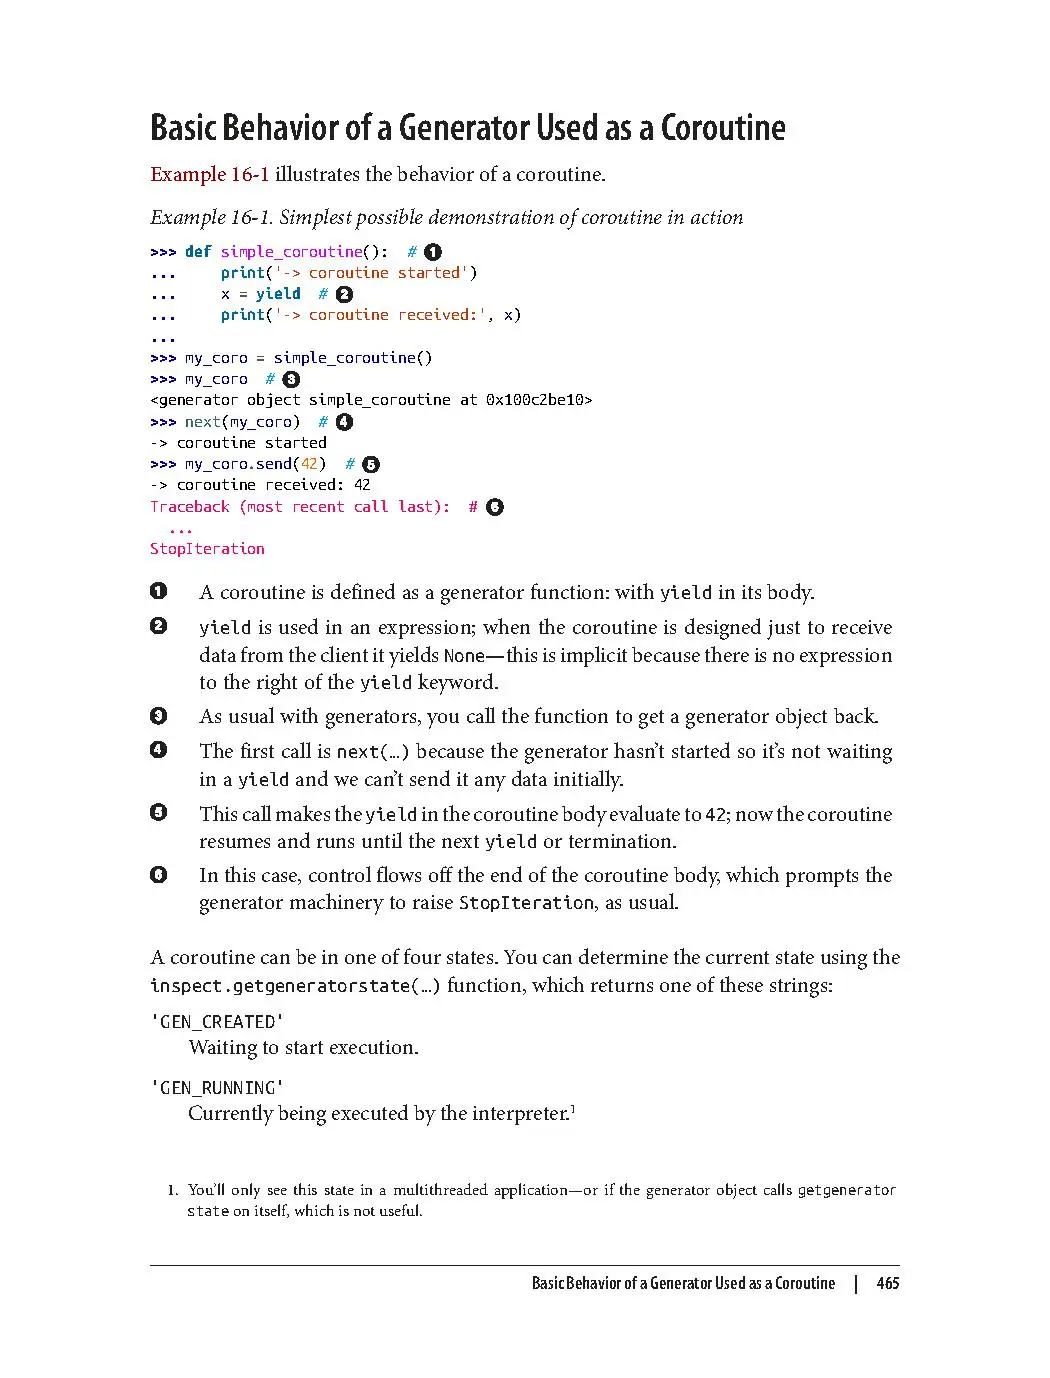 Basic Behavior of a Generator Used as a Coroutine
Example 16-1 illustrates the behavior of a coroutine.
Example 16-1. Simplest possible demonstration of coroutine in action
>>> def simple_coroutine():  # ❶
...     print('-> coroutine started')
...     x = yield  # ❷
...     print('-> coroutine received:', x)
...
>>> my_coro = simple_coroutine()
>>> my_coro  # ❸
<generator object simple_coroutine at 0x100c2be10>
>>> next(my_coro)  # ❹
-> coroutine started
>>> my_coro.send(42)  # ❺
-> coroutine received: 42
Traceback (most recent call last):  # ❻
  ...
StopIteration
❶ A coroutine is defined as a generator function: with yield in its body.
❷ yield is used in an expression; when the coroutine is designed just to receive
data from the client it yields None—this is implicit because there is no expression
to the right of the yield keyword.
❸ As usual with generators, you call the function to get a generator object back.
❹ The first call is next(…) because the generator hasn’t started so it’s not waiting
in a yield and we can’t send it any data initially.
❺ This call makes the yield in the coroutine body evaluate to 42; now the coroutine
resumes and runs until the next yield or termination.
❻ In this case, control flows off the end of the coroutine body, which prompts the
generator machinery to raise StopIteration, as usual.
A coroutine can be in one of four states. You can determine the current state using the
inspect.getgeneratorstate(…) function, which returns one of these strings:
'GEN_CREATED'
Waiting to start execution.
'GEN_RUNNING'
Currently being executed by the interpreter.1
1. You’ll only see this state in a multithreaded application—or if the generator object calls getgenerator
state on itself, which is not useful.
Basic Behavior of a Generator Used as a Coroutine | 465